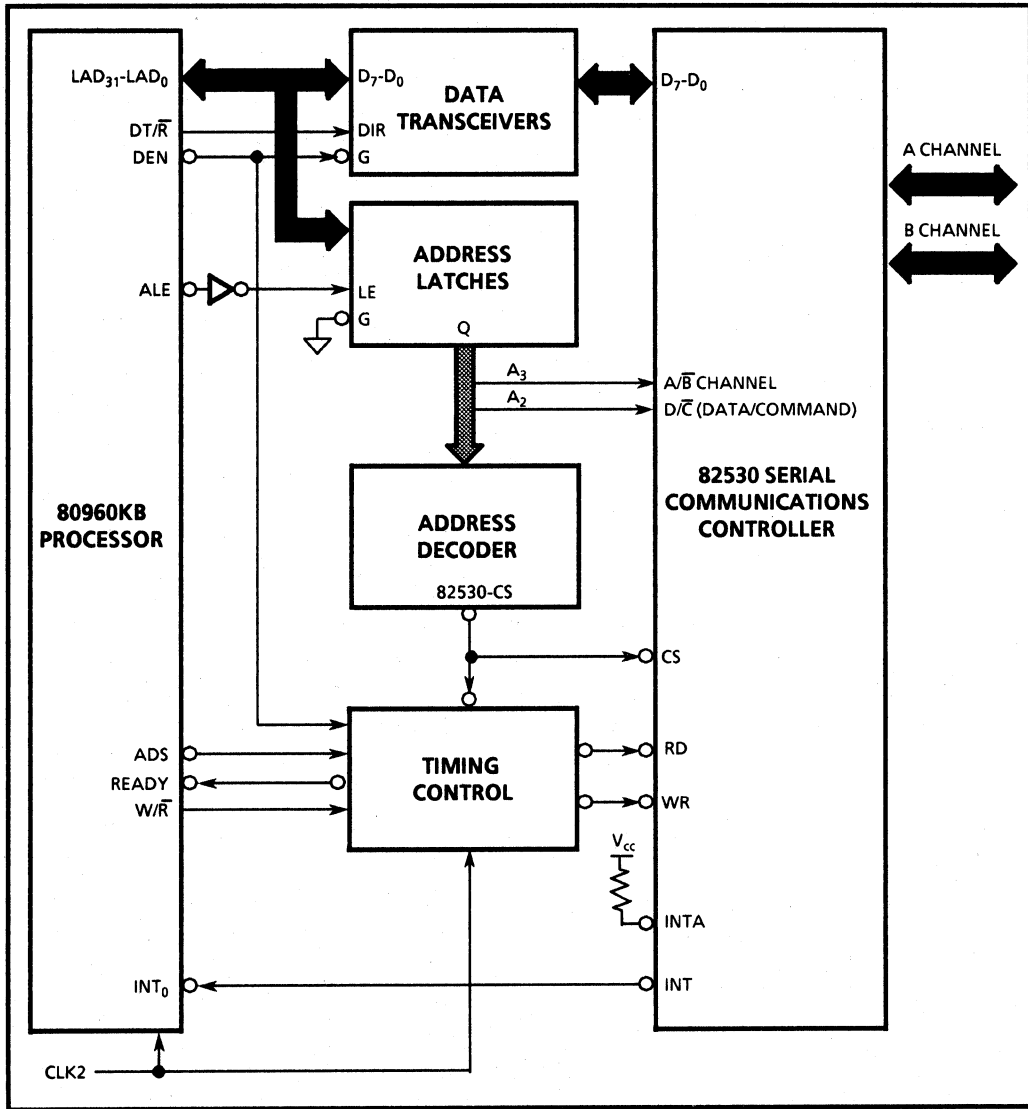 LAD31-LAD0
DT/R̅
DEN
ALE
80960KB
PROCESSOR
ADS
READY
W/R̅
INT0
CLK2
D7-D0
DATA
TRANSCEIVERS
DIR
G
ADDRESS
LATCHES
LE
G
Q
A3
A2
ADDRESS
DECODER
82530-CS
TIMING
CONTROL
Vcc
D7-D0
A/B̅ CHANNEL
D/C̅ (DATA/COMMAND)
82530 SERIAL
COMMUNICATIONS
CONTROLLER
CS
RD
WR
INTA
INT
A CHANNEL
B CHANNEL